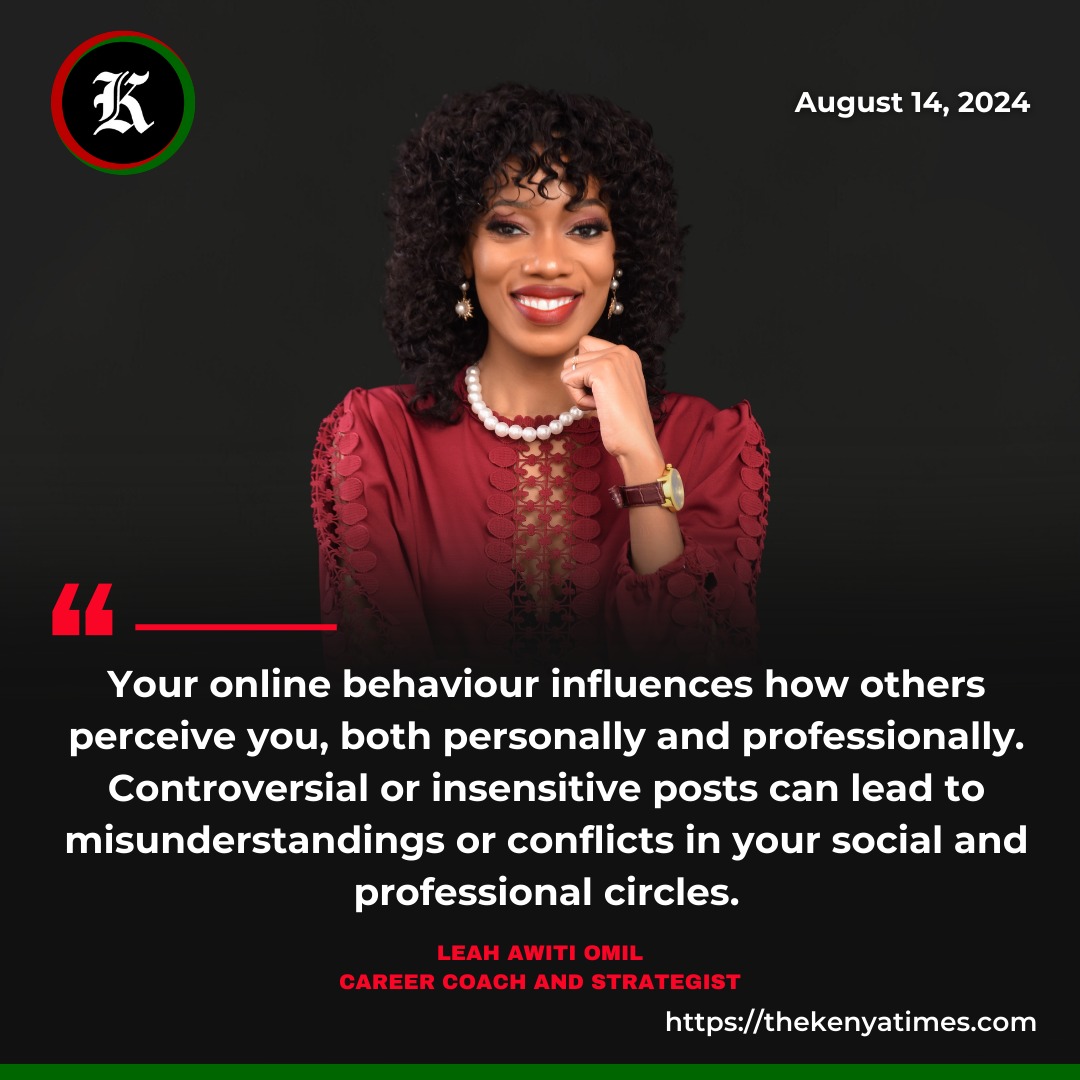 K
August 14, 2024
“
Your online behaviour influences how others
perceive you, both personally and professionally.
Controversial or insensitive posts can lead to
misunderstandings or conflicts in your social and
professional circles.
LEAH AWITI OMIL
CAREER COACH AND STRATEGIST
https://thekenyatimes.com